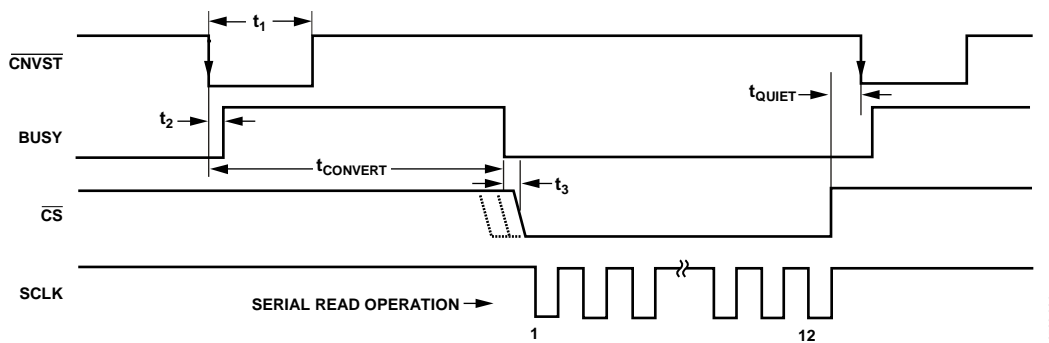 t1
CNVST
tQUIET
t2
BUSY
tCONVERT
t3
CS
SCLK
SERIAL READ OPERATION
1
12